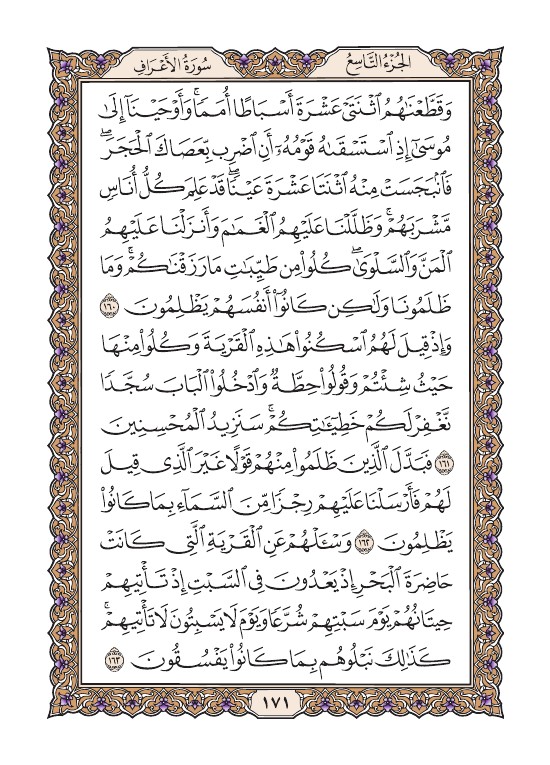 الجُزْءُ التَّاسِعُ
سُورَةُ الأَعْرَافِ
وَقَطَّعْنَٰهُمُ ٱثْنَتَىْ عَشْرَةَ أَسْبَاطًا أُمَمًاۚ وَأَوْحَيْنَآ إِلَىٰ
مُوسَىٰٓ إِذِ ٱسْتَسْقَىٰهُ قَوْمُهُۥٓ أَنِ ٱضْرِب بِّعَصَاكَ ٱلْحَجَرَۖ
فَٱنۢبَجَسَتْ مِنْهُ ٱثْنَتَا عَشْرَةَ عَيْنًاۖ قَدْ عَلِمَ كُلُّ أُنَاسٍ
مَّشْرَبَهُمْۚ وَظَلَّلْنَا عَلَيْهِمُ ٱلْغَمَٰمَ وَأَنزَلْنَا عَلَيْهِمُ
ٱلْمَنَّ وَٱلسَّلْوَىٰۖ كُلُوا۟ مِن طَيِّبَٰتِ مَا رَزَقْنَٰكُمْۚ وَمَا
ظَلَمُونَا وَلَٰكِن كَانُوٓا۟ أَنفُسَهُمْ يَظْلِمُونَ ١٦٠
وَإِذْ قِيلَ لَهُمُ ٱسْكُنُوا۟ هَٰذِهِ ٱلْقَرْيَةَ وَكُلُوا۟ مِنْهَا
حَيْثُ شِئْتُمْ وَقُولُوا۟ حِطَّةٌ وَٱدْخُلُوا۟ ٱلْبَابَ سُجَّدًا
نَّغْفِرْ لَكُمْ خَطِيٓـَٰٔتِكُمْۚ سَنَزِيدُ ٱلْمُحْسِنِينَ
١٦١ فَبَدَّلَ ٱلَّذِينَ ظَلَمُوا۟ مِنْهُمْ قَوْلًا غَيْرَ ٱلَّذِى قِيلَ
لَهُمْ فَأَرْسَلْنَا عَلَيْهِمْ رِجْزًا مِّنَ ٱلسَّمَآءِ بِمَا كَانُوا۟
يَظْلِمُونَ ١٦٢ وَسْـَٔلْهُمْ عَنِ ٱلْقَرْيَةِ ٱلَّتِى كَانَتْ
حَاضِرَةَ ٱلْبَحْرِ إِذْ يَعْدُونَ فِى ٱلسَّبْتِ إِذْ تَأْتِيهِمْ
حِيتَانُهُمْ يَوْمَ سَبْتِهِمْ شُرَّعًا وَيَوْمَ لَا يَسْبِتُونَ لَا تَأْتِيهِمْۚ
كَذَٰلِكَ نَبْلُوهُم بِمَا كَانُوا۟ يَفْسُقُونَ ١٦٣
١٧١